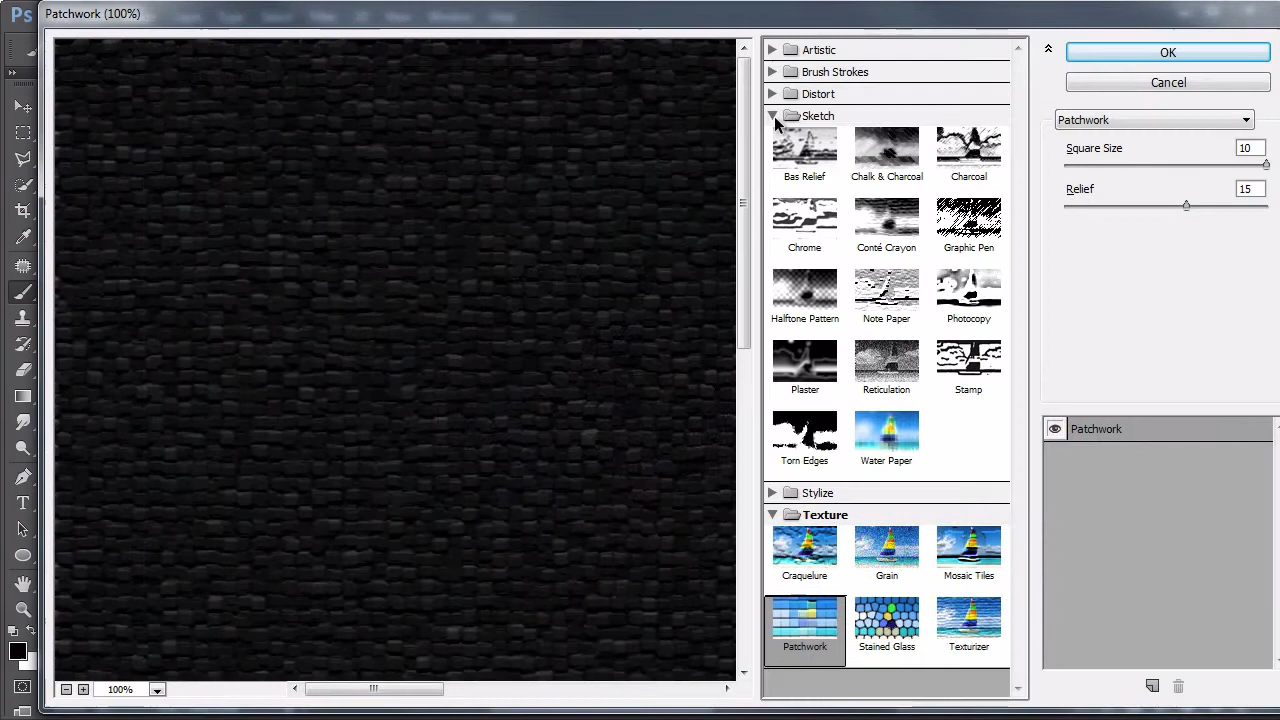 Ps
Patchwork (100%)
Artistic
Brush Strokes
Distort
Sketch
Bas Relief
Chalk & Charcoal
Charcoal
Chrome
Conté Crayon
Graphic Pen
Halftone Pattern
Note Paper
Photocopy
Plaster
Reticulation
Stamp
Torn Edges
Water Paper
Stylize
Texture
Craquelure
Grain
Mosaic Tiles
Patchwork
Stained Glass
Texturizer
100%
OK
Cancel
Patchwork
Square Size 10
Relief 15
Patchwork
T